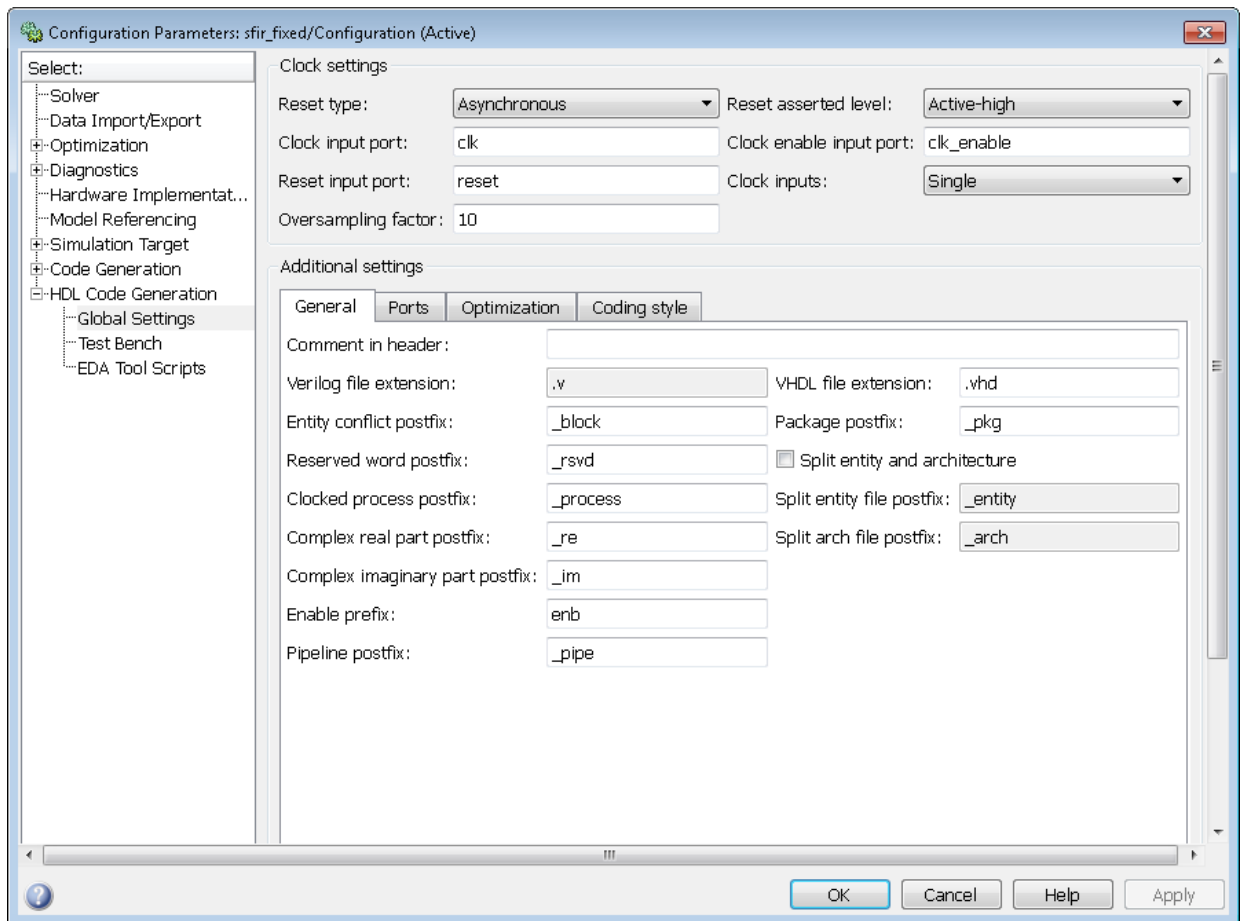 Configuration Parameters: sfir_fixed/Configuration (Active)
Select:
Solver
Data Import/Export
Optimization
Diagnostics
Hardware Implementat...
Model Referencing
Simulation Target
Code Generation
HDL Code Generation
Global Settings
Test Bench
EDA Tool Scripts
Clock settings
Reset type: Asynchronous Reset asserted level: Active-high
Clock input port: clk Clock enable input port: clk_enable
Reset input port: reset Clock inputs: Single
Oversampling factor: 10
Additional settings
General Ports Optimization Coding style
Comment in header:
Verilog file extension: .v VHDL file extension: .vhd
Entity conflict postfix: _block Package postfix: _pkg
Reserved word postfix: _rsvd Split entity and architecture
Clocked process postfix: _process Split entity file postfix: _entity
Complex real part postfix: _re Split arch file postfix: _arch
Complex imaginary part postfix: _im
Enable prefix: enb
Pipeline postfix: _pipe
OK Cancel Help Apply